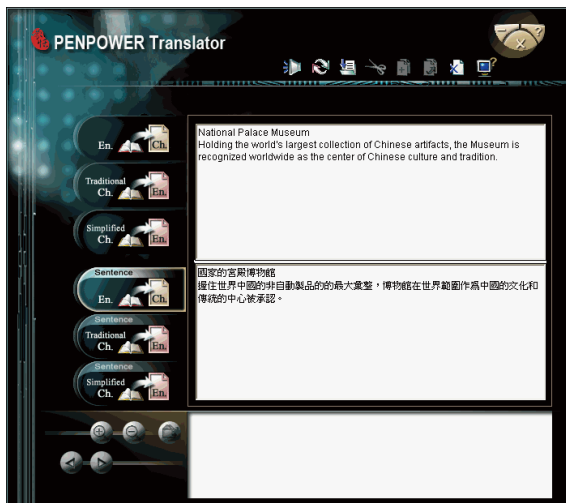 PENPOWER Translator
En. Ch.
Traditional
Ch. En.
Simplified
Ch. En.
Sentence
En. Ch.
Sentence
Traditional
Ch. En.
Sentence
Simplified
Ch. En.
National Palace Museum
Holding the world's largest collection of Chinese artifacts, the Museum is
recognized worldwide as the center of Chinese culture and tradition.
國家的宮殿博物館
握住世界中國的非自動製品的的最大彙整，博物館在世界範圍作爲中國的文化和
傳統的中心被承認。